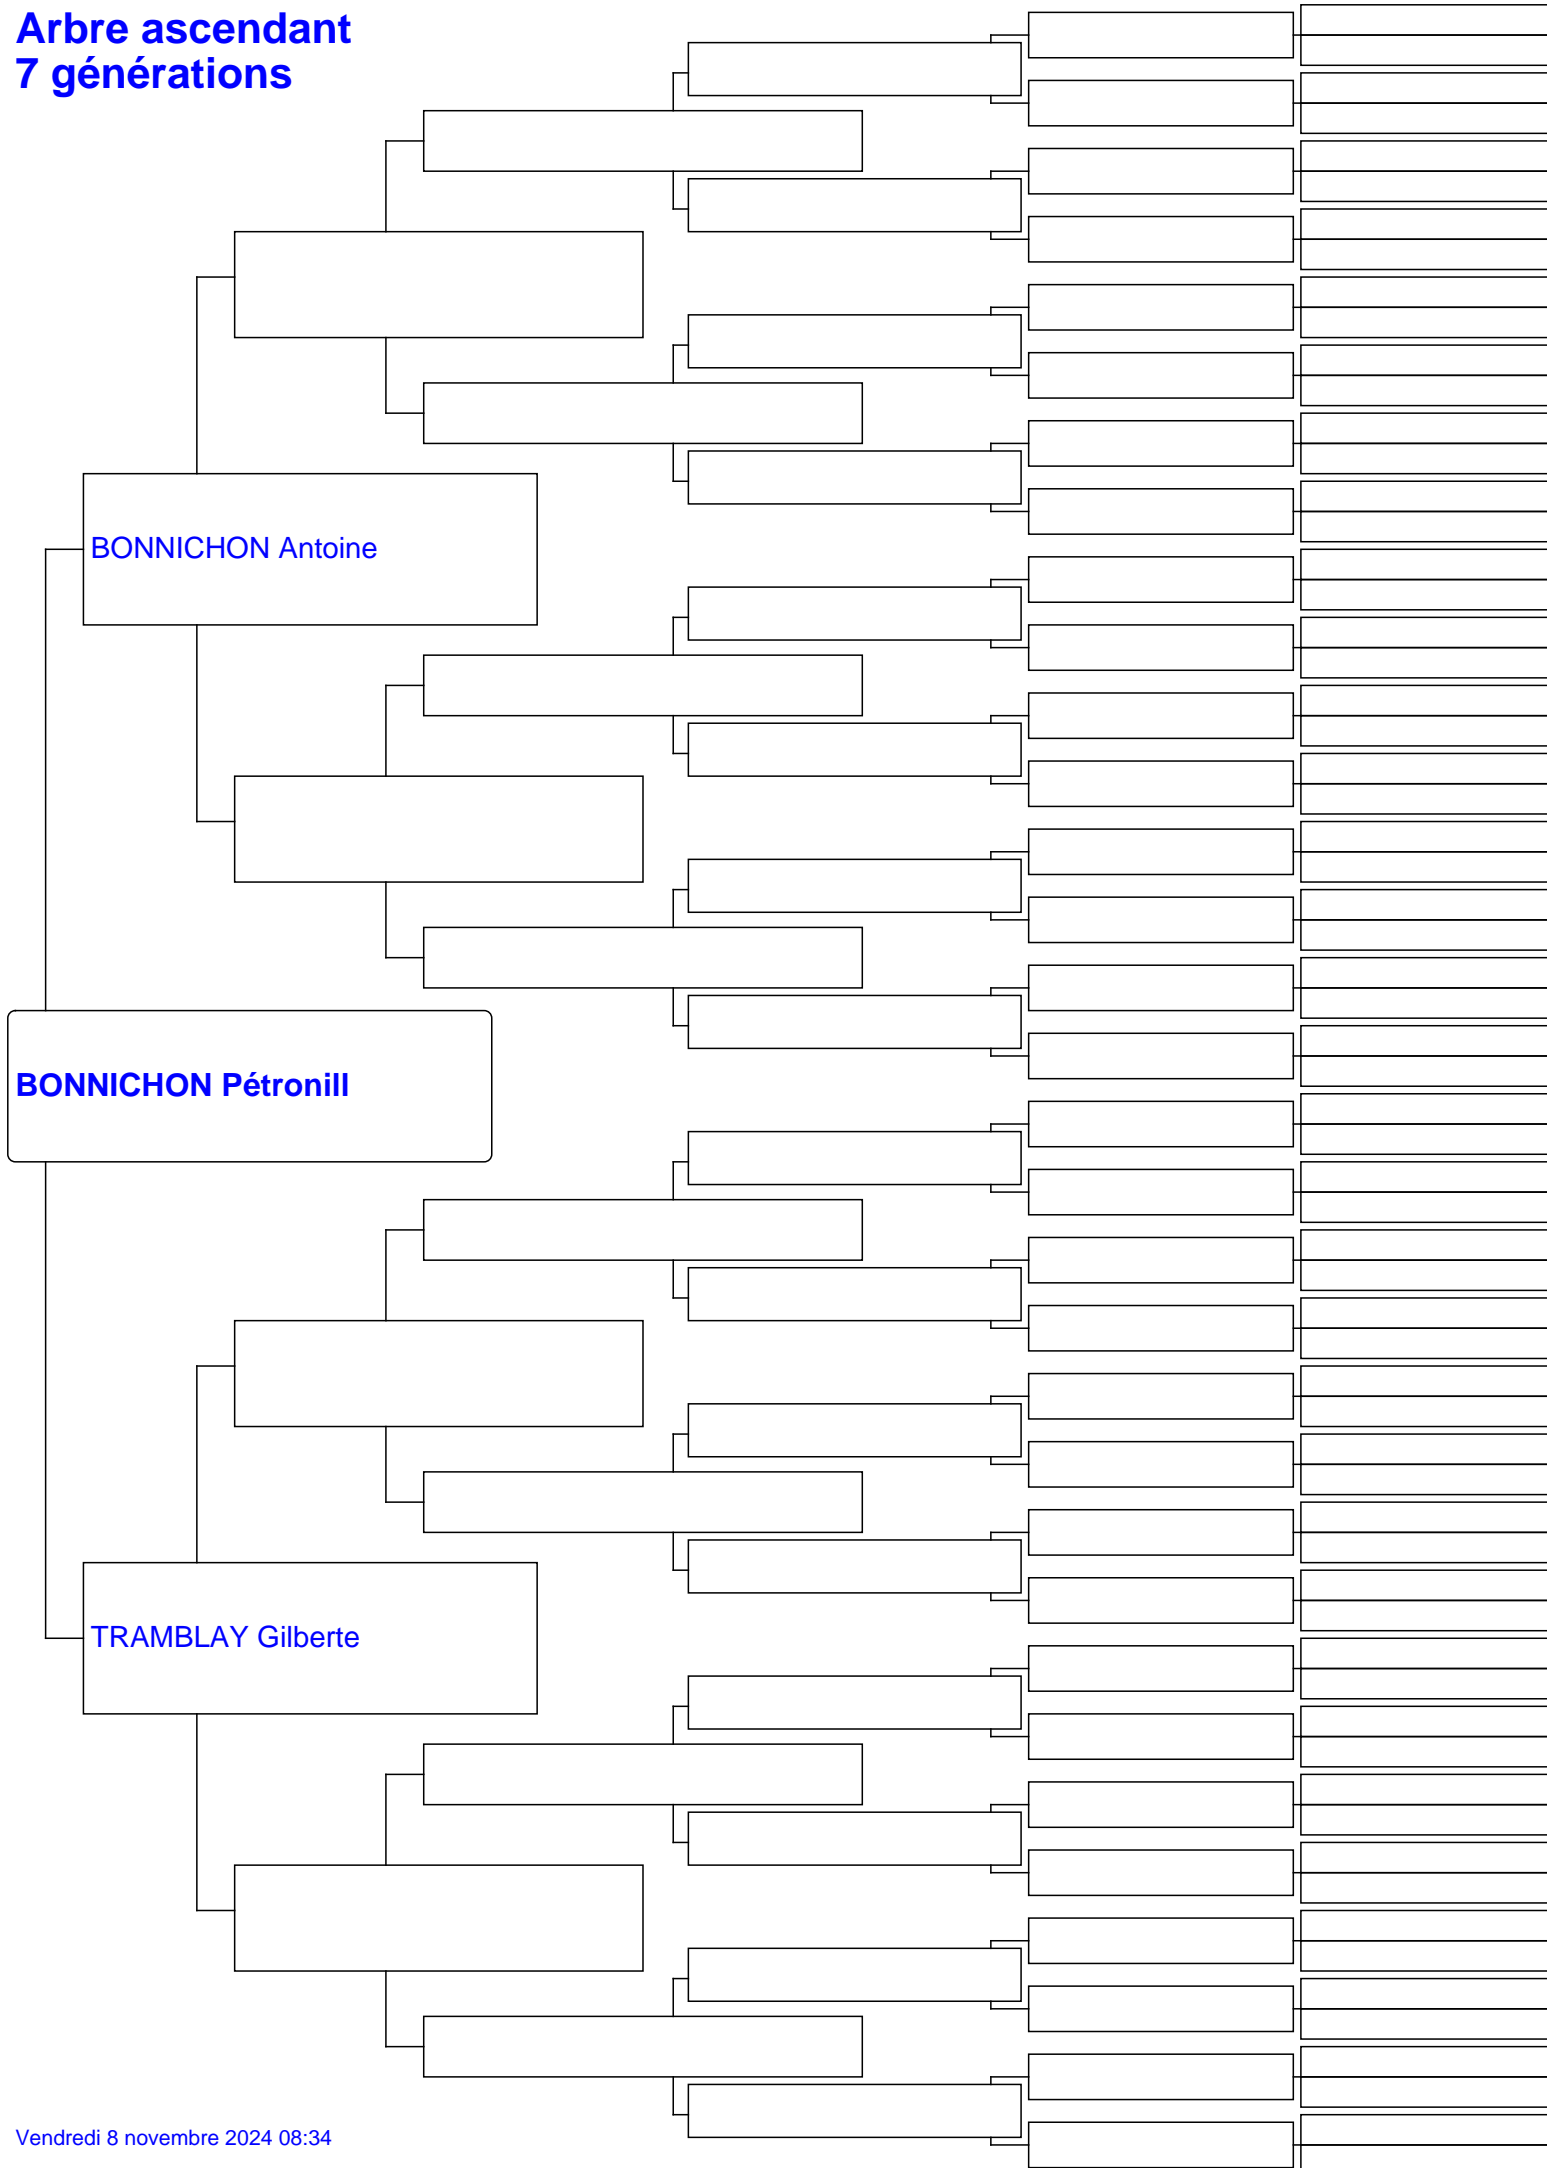 Arbre ascendant
7 générations
BONNICHON Antoine
BONNICHON Pétronill
TRAMBLAY Gilberte
Vendredi 8 novembre 2024 08:34